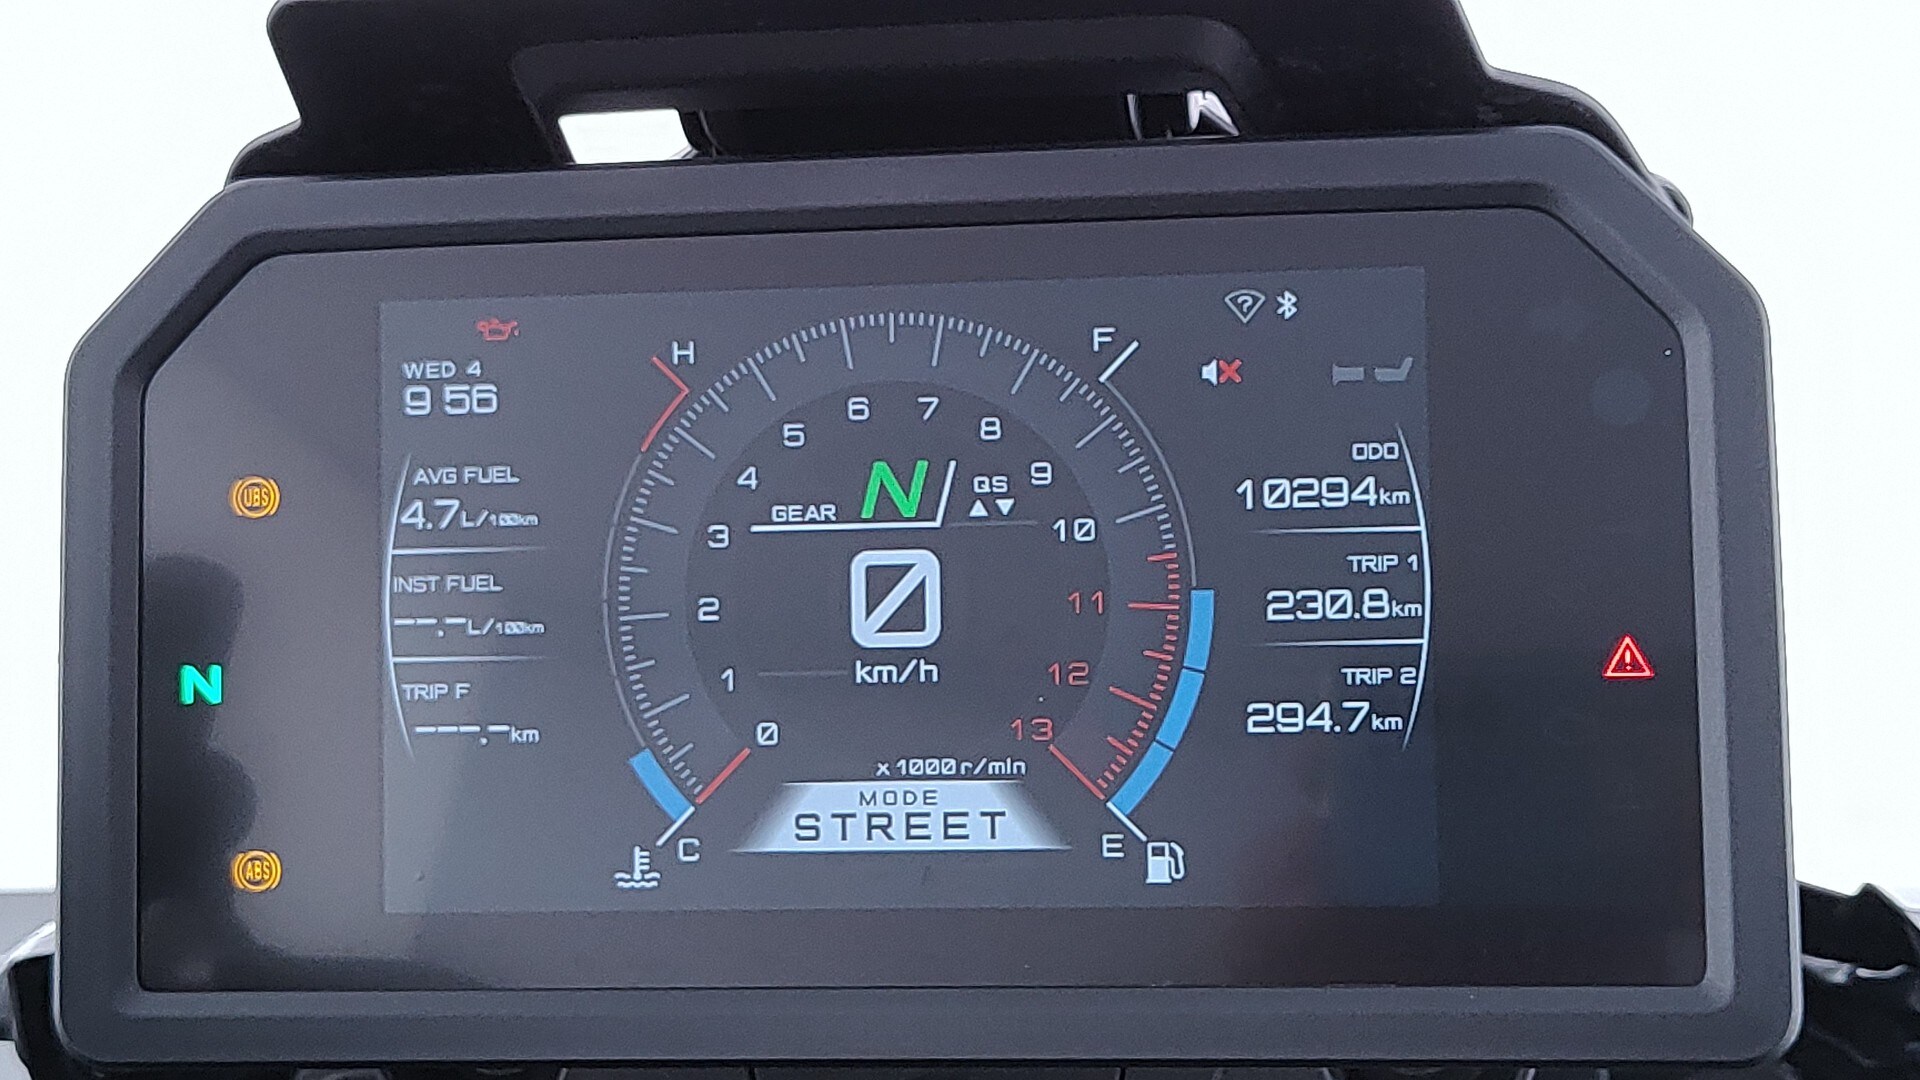 WED 4
9 56
AVG FUEL
4.7L/100km
INST FUEL
--.-L/100km
TRIP F
---.-km
UBS
N
ABS
H
C
0
1
2
3
4
5
6
7
8
9
10
11
12
13
GEAR N
QS
0
km/h
x1000r/min
MODE
STREET
F
E
ODO
10294km
TRIP 1
230.8km
TRIP 2
294.7km